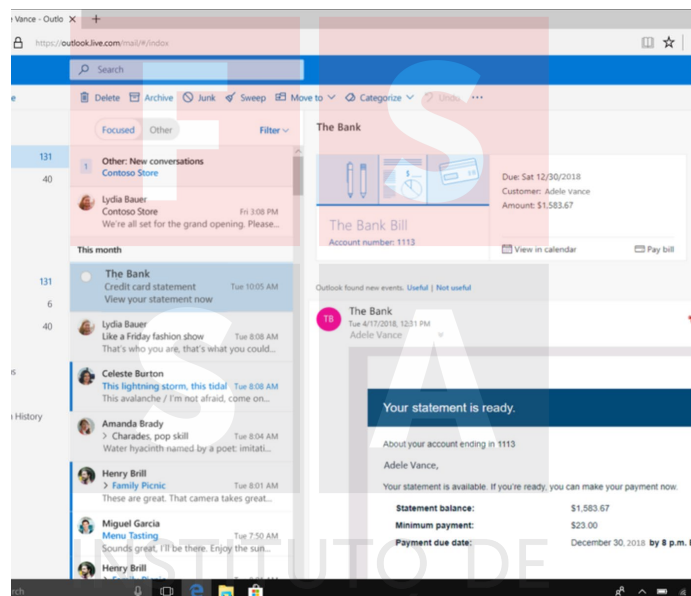 Vance - Outlo
https://outlook.live.com/mail/#/index
Search
Delete Archive Junk Sweep Move to Categorize Undo ...
Focused Other Filter
131
40
131
6
40
History
1
Other: New conversations
Contoso Store
Lydia Bauer
Contoso Store Fri 3:08 PM
We're all set for the grand opening. Please...
This month
The Bank
Credit card statement Tue 10:05 AM
View your statement now
Lydia Bauer
Like a Friday fashion show Tue 8:08 AM
That's who you are, that's what you could...
Celeste Burton
This lightning storm, this tidal Tue 8:08 AM
This avalanche / I'm not afraid, come on...
Amanda Brady
> Charades, pop skill Tue 8:04 AM
Water hyacinth named by a poet: imitati...
Henry Brill
> Family Picnic Tue 8:01 AM
These are great. That camera takes great...
Miguel Garcia
Menu Tasting Tue 7:50 AM
Sounds great, I'll be there. Enjoy the sun...
Henry Brill
The Bank
The Bank Bill
Account number: 1113
Due: Sat 12/30/2018
Customer: Adele Vance
Amount: $1,583.67
View in calendar Pay bill
Outlook found new events. Useful | Not useful
TB
The Bank
Tue 4/17/2018, 12:31 PM
Adele Vance
Your statement is ready.
About your account ending in 1113
Adele Vance,
Your statement is available. If you're ready, you can make your payment now.
Statement balance: $1,583.67
Minimum payment: $23.00
Payment due date: December 30, 2018 by 8 p.m.
F S
S A
INSTITUTO DE